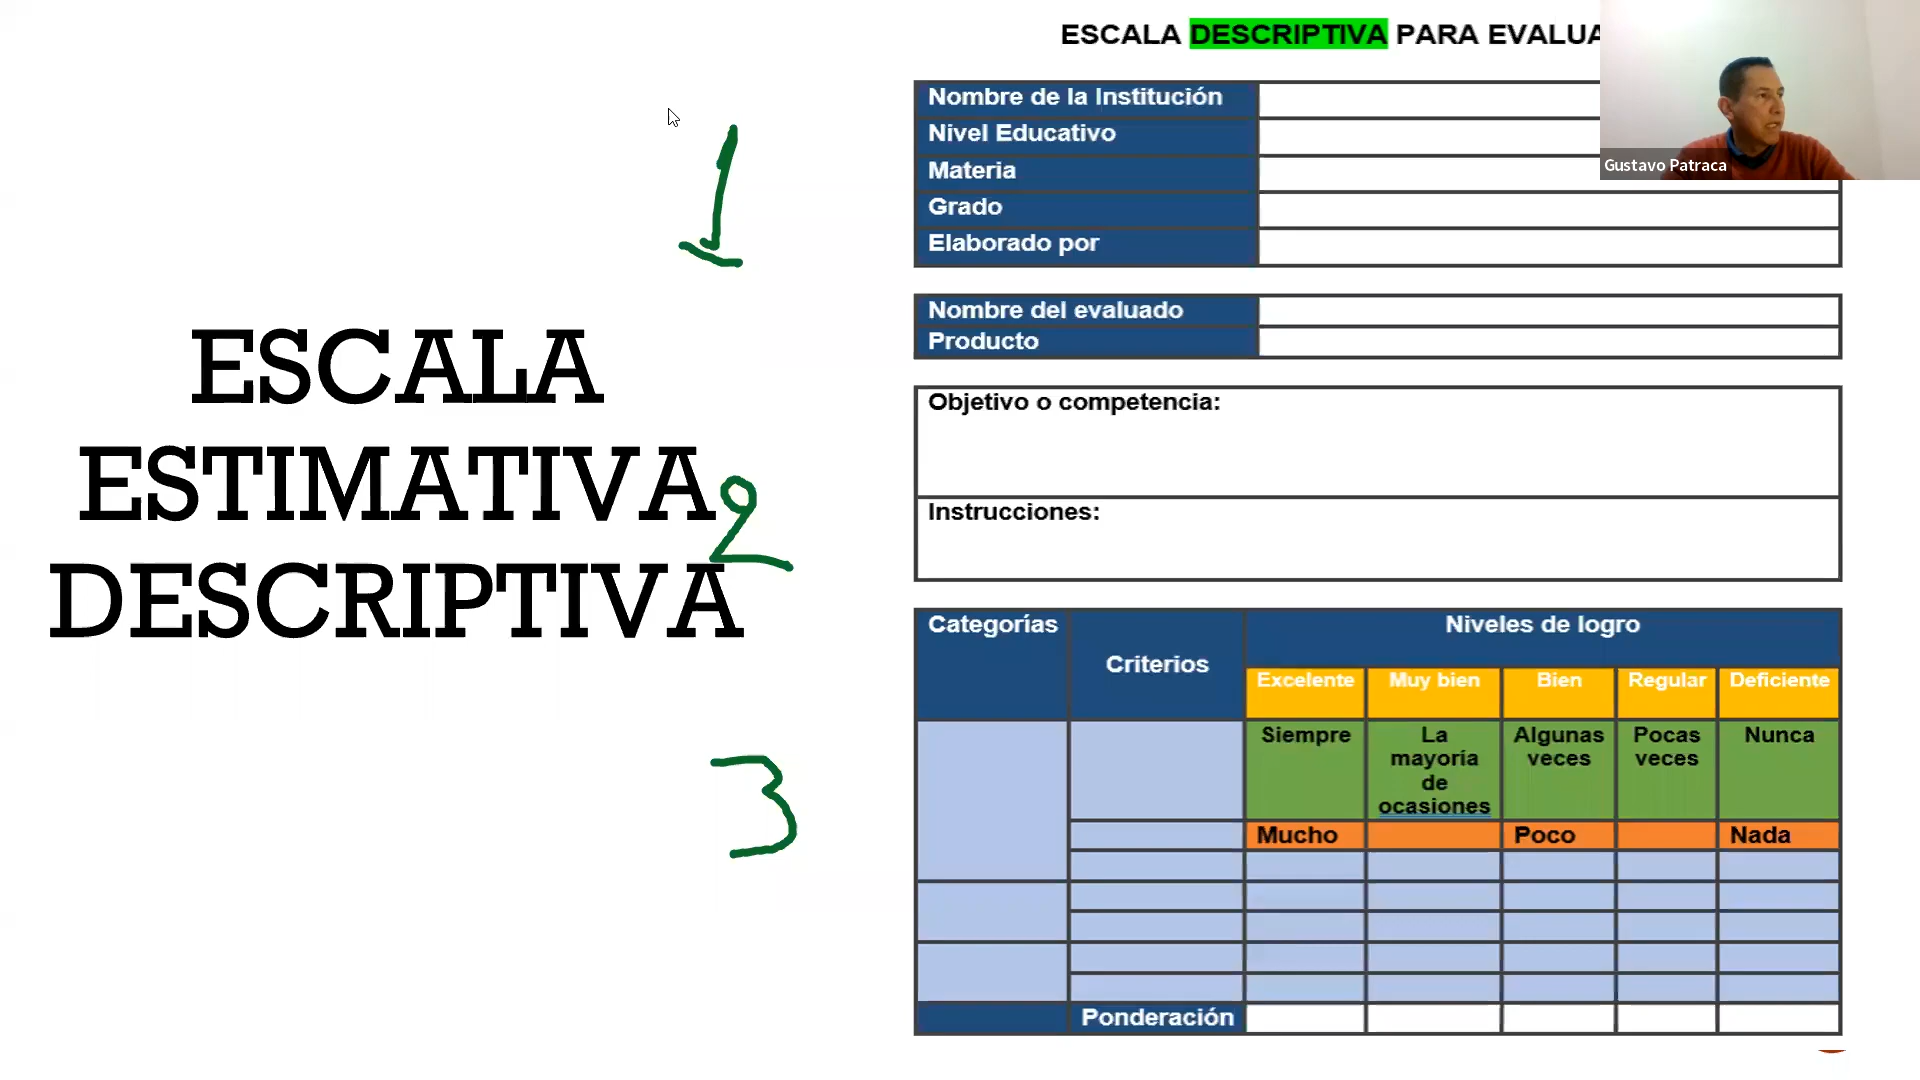 ESCALA
ESTIMATIVA
DESCRIPTIVA
1
2
3
ESCALA DESCRIPTIVA PARA EVALUA
Gustavo Patraca
Nombre de la Institución
Nivel Educativo
Materia
Grado
Elaborado por
Nombre del evaluado
Producto
Objetivo o competencia:
Instrucciones:
Categorías
Criterios
Niveles de logro
Excelente Muy bien Bien Regular Deficiente
Siempre La mayoría de ocasiones Algunas veces Pocas veces Nunca
Mucho Poco Nada
Ponderación